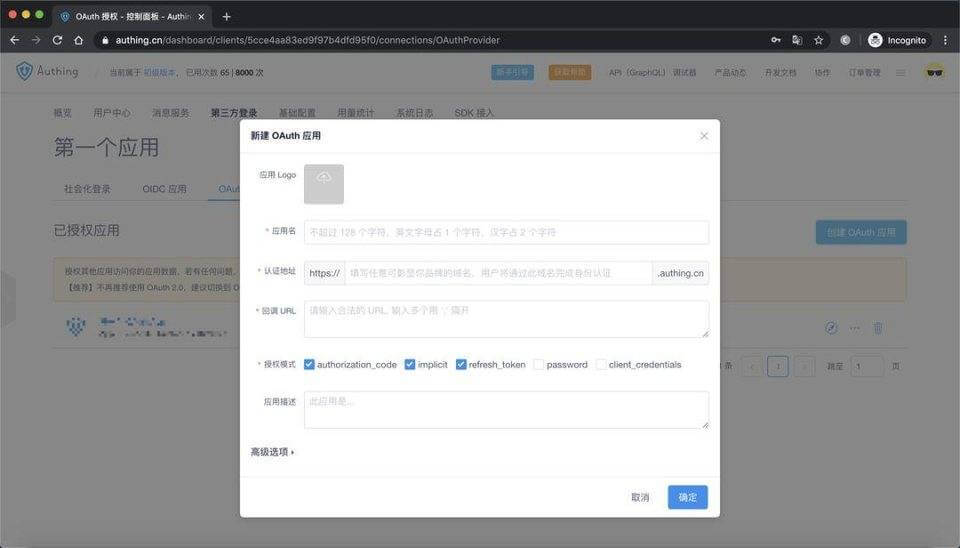 OAuth 授权 - 控制面板 - Authin
authing.cn/dashboard/clients/5cce4aa83ed9f97b4dfd95f0/connections/OAuthProvider
Incognito
Authing
当前属于 初级版本，已用次数 65 | 8000 次
新手引导
获取帮助
API（GraphQL）调试器
产品动态
开发文档
协作
订单管理
概览
用户中心
消息服务
第三方登录
基础配置
用量统计
系统日志
SDK 接入
第一个应用
社会化登录
OIDC 应用
OAut
已授权应用
创建 OAuth 应用
授权其他应用访问你的应用数据，若有任何问题，
【推荐】不再推荐使用 OAuth 2.0，建议切换到 O
条
1
跳至
1
页
新建 OAuth 应用
应用 Logo
* 应用名
不超过 128 个字符，英文字母占 1 个字符，汉字占 2 个字符
* 认证地址
https://
填写任意可彰显你品牌的域名，用户将通过此域名完成身份认证
.authing.cn
* 回调 URL
请输入合法的 URL, 输入多个用 ';' 隔开
* 授权模式
authorization_code
implicit
refresh_token
password
client_credentials
应用描述
此应用是...
高级选项
取消
确定